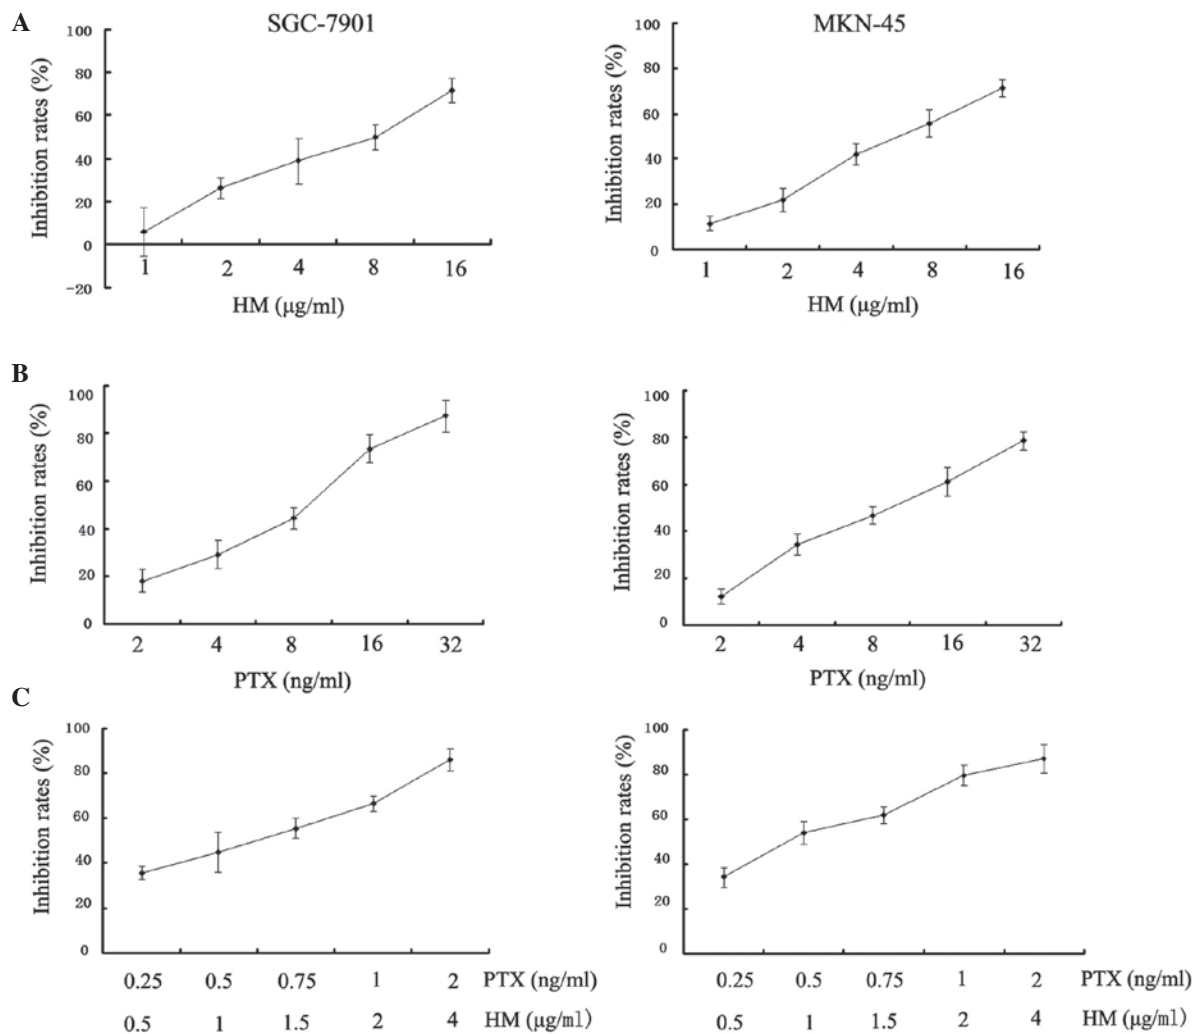 A
SGC-7901
MKN-45
Inhibition rates (%)
100
80
60
40
20
0
-20
1 2 4 8 16
HM (μg/ml)
Inhibition rates (%)
100
80
60
40
20
0
1 2 4 8 16
HM (μg/ml)
B
Inhibition rates (%)
100
80
60
40
20
0
2 4 8 16 32
PTX (ng/ml)
Inhibition rates (%)
100
80
60
40
20
0
2 4 8 16 32
PTX (ng/ml)
C
Inhibition rates (%)
100
80
60
40
20
0
0.25 0.5 0.75 1 2 PTX (ng/ml)
0.5 1 1.5 2 4 HM (μg/ml)
Inhibition rates (%)
100
80
60
40
20
0
0.25 0.5 0.75 1 2 PTX (ng/ml)
0.5 1 1.5 2 4 HM (μg/ml)